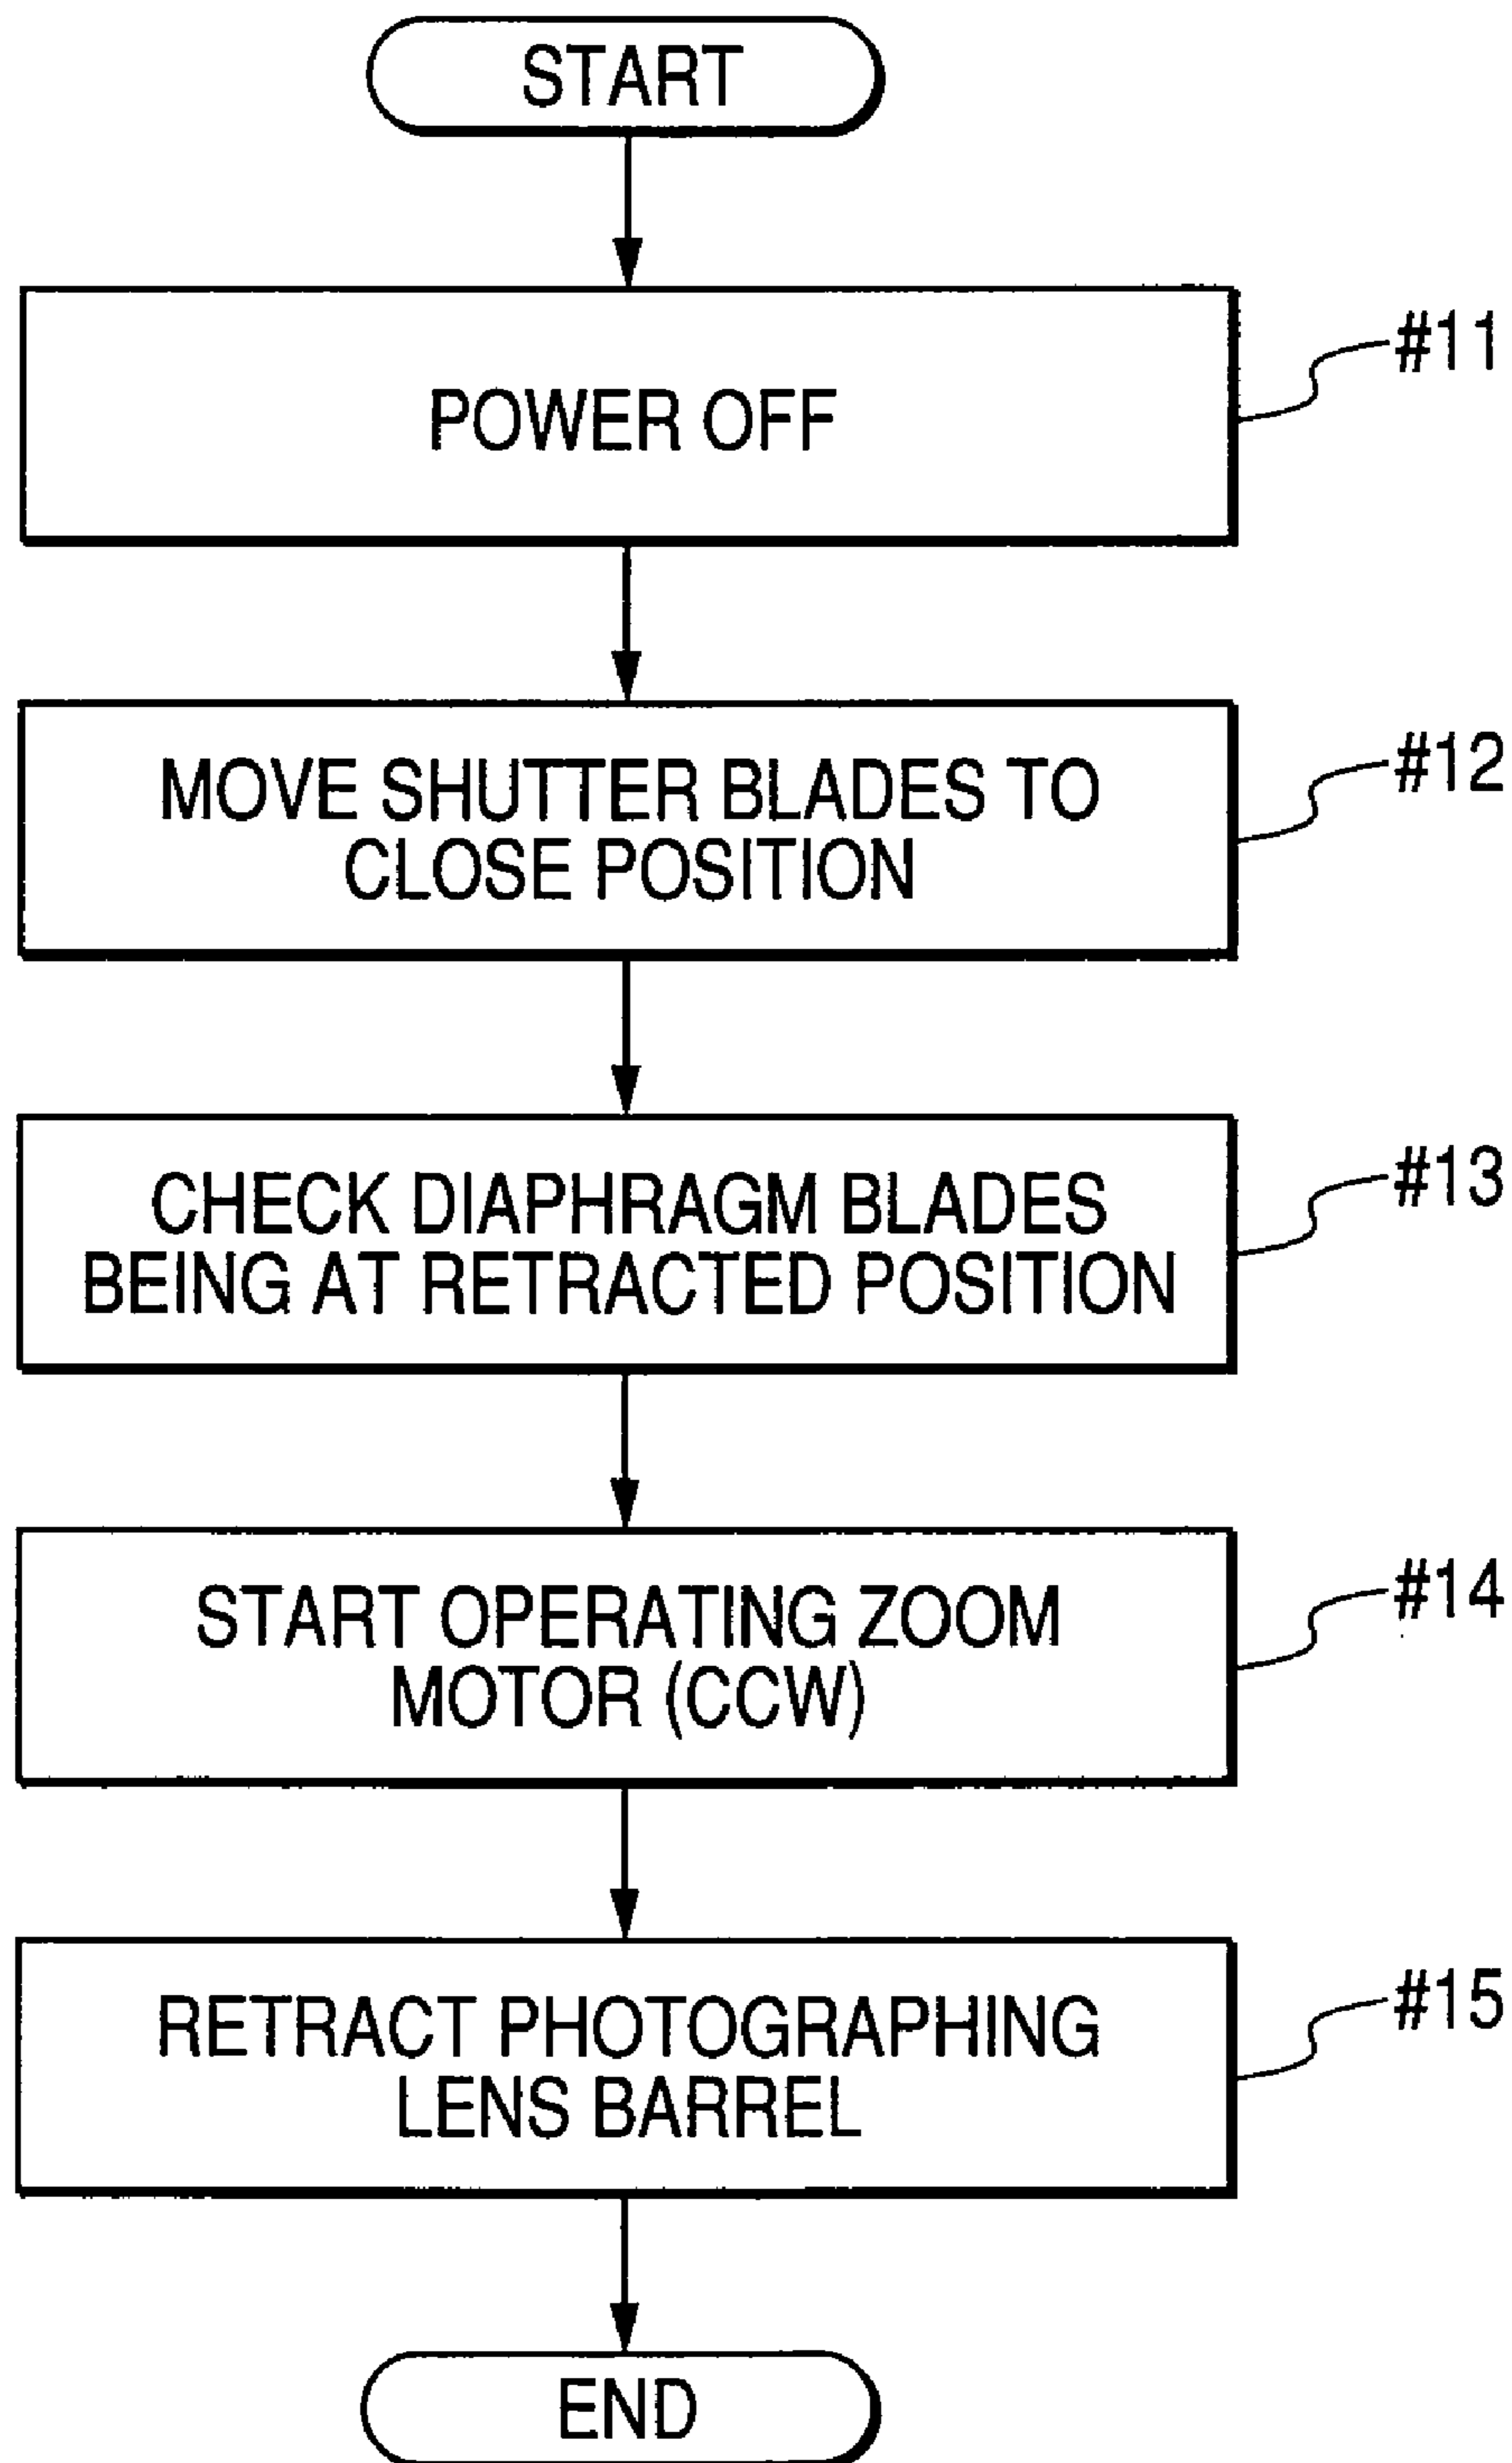 START
#11
POWER OFF
#12
MOVE SHUTTER BLADES TO
CLOSE POSITION
#13
CHECK DIAPHRAGM BLADES
BEING AT RETRACTED POSITION
#14
START OPERATING ZOOM
MOTOR (CCW)
#15
RETRACT PHOTOGRAPHING
LENS BARREL
END